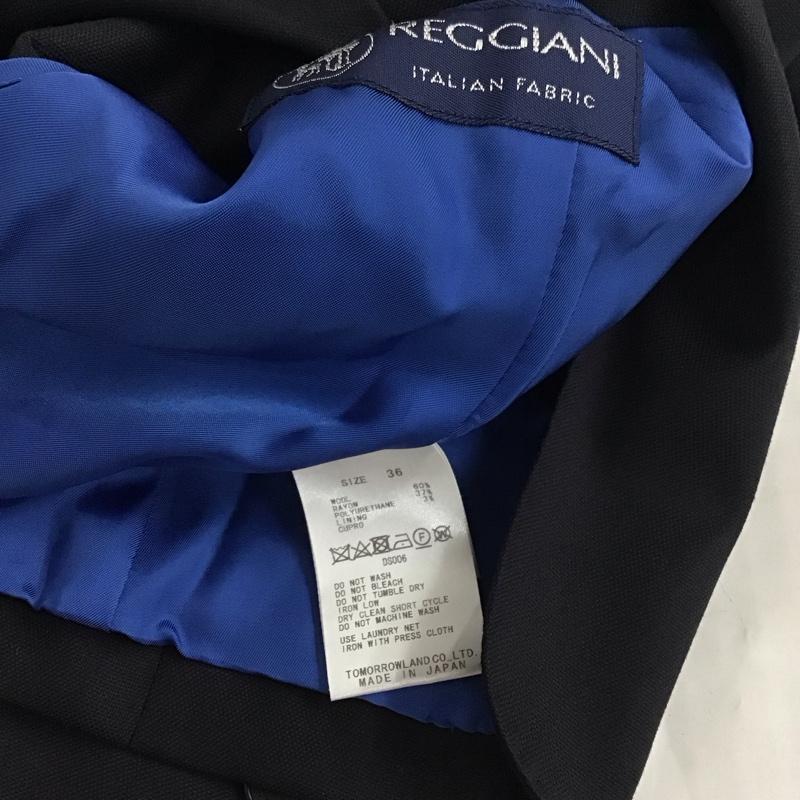 REGGIANI
ITALIAN FABRIC
SIZE 36
WOOL 60%
RAYON 37%
POLYURETHANE 3%
LINING
CUPRO
F W
DS006
DO NOT WASH
DO NOT BLEACH
DO NOT TUMBLE DRY
IRON LOW
DRY CLEAN SHORT CYCLE
DO NOT MACHINE WASH
USE LAUNDRY NET
IRON WITH PRESS CLOTH
TOMORROWLAND CO., LTD.
MADE IN JAPAN